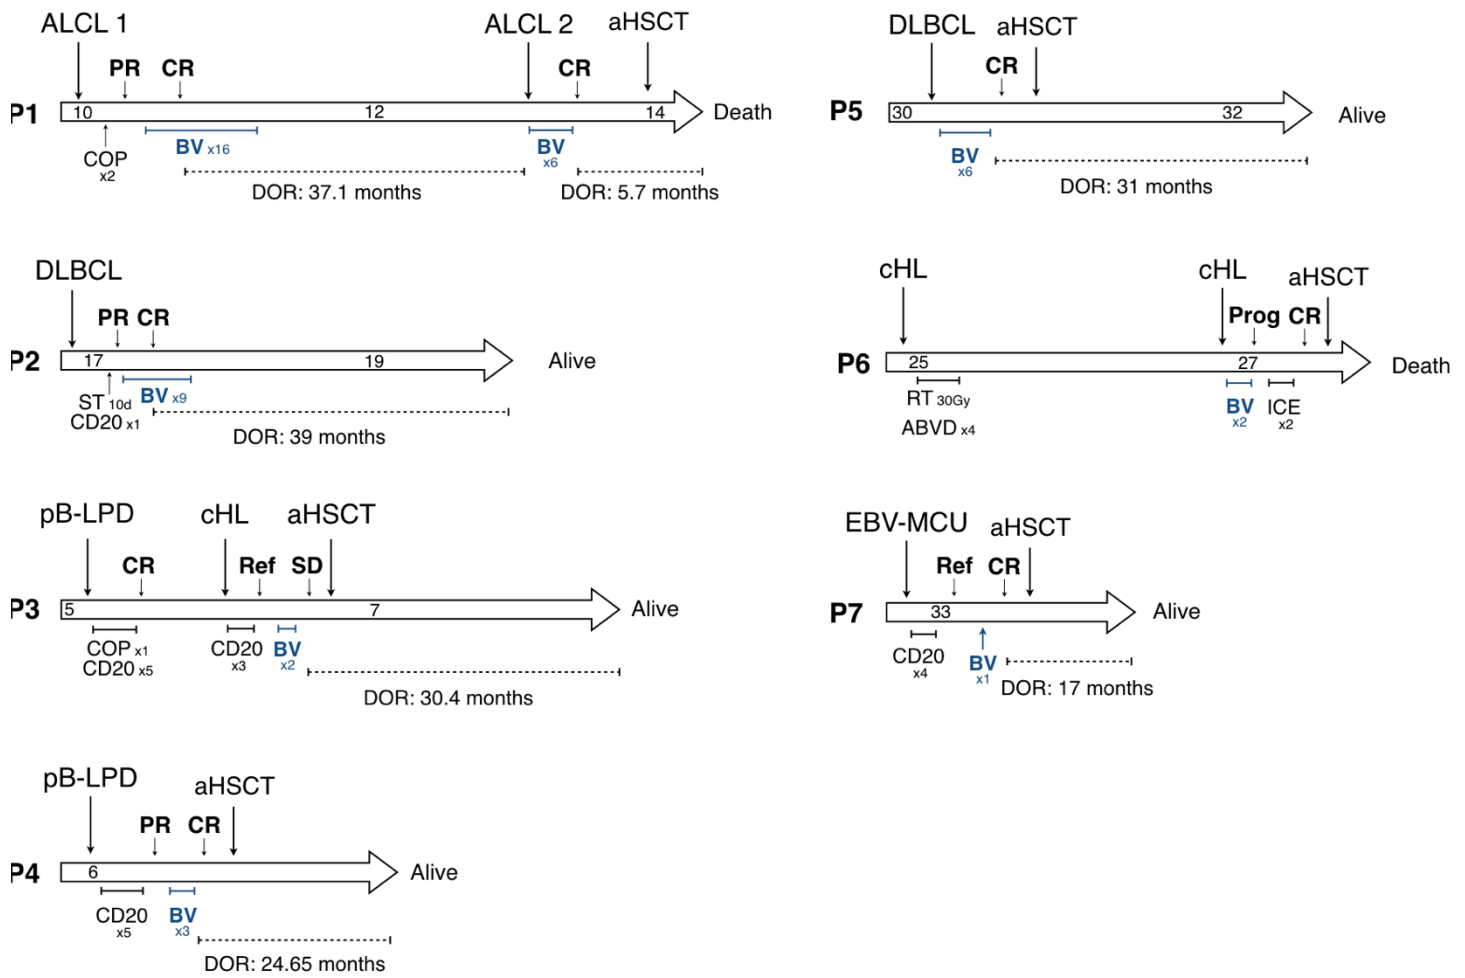 ALCL 1 ALCL 2 aHSCT
PR CR CR
P1 10 12 14 Death
COP x2 BV x16 BV x6
DOR: 37.1 months DOR: 5.7 months
DLBCL aHSCT
CR
P5 30 32 Alive
BV x6
DOR: 31 months
DLBCL
PR CR
P2 17 19 Alive
ST 10d BV x9
CD20 x1
DOR: 39 months
cHL cHL aHSCT
Prog CR
P6 25 27 Death
RT 30Gy BV x2 ICE x2
ABVD x4
pB-LPD cHL aHSCT
CR Ref SD
P3 5 7 Alive
COP x1 CD20 x3 BV x2
CD20 x5
DOR: 30.4 months
EBV-MCU aHSCT
Ref CR
P7 33 Alive
CD20 x4 BV x1
DOR: 17 months
pB-LPD aHSCT
PR CR
P4 6 Alive
CD20 x5 BV x3
DOR: 24.65 months